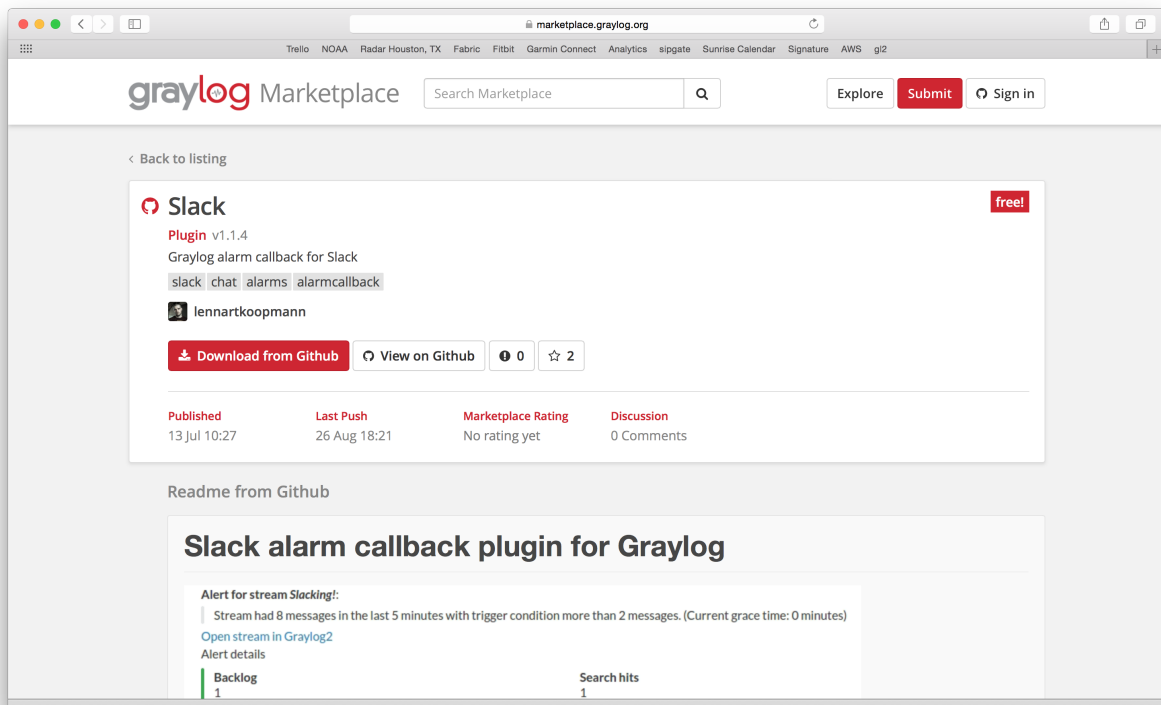 marketplace.graylog.org
Trello NOAA Radar Houston, TX Fabric Fitbit Garmin Connect Analytics sipgate Sunrise Calendar Signature AWS gl2
graylog Marketplace Search Marketplace Explore Submit Sign in
Back to listing
Slack free!
Plugin v1.1.4
Graylog alarm callback for Slack
slack chat alarms alarmcallback
lennartkoopmann
Download from Github View on Github 0 2
Published Last Push Marketplace Rating Discussion
13 Jul 10:27 26 Aug 18:21 No rating yet 0 Comments
Readme from Github
Slack alarm callback plugin for Graylog
Alert for stream Slacking!:
Stream had 8 messages in the last 5 minutes with trigger condition more than 2 messages. (Current grace time: 0 minutes)
Open stream in Graylog2
Alert details
Backlog Search hits
1 1